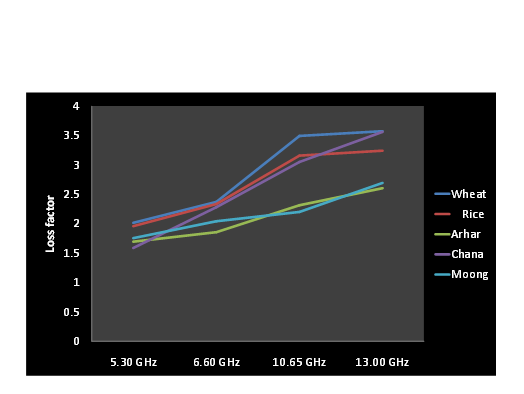 4
3.5
3
2.5
2
1.5
1
0.5
0
Loss factor
5.30 GHz 6.60 GHz 10.65 GHz 13.00 GHz
Wheat
Rice
Arhar
Chana
Moong